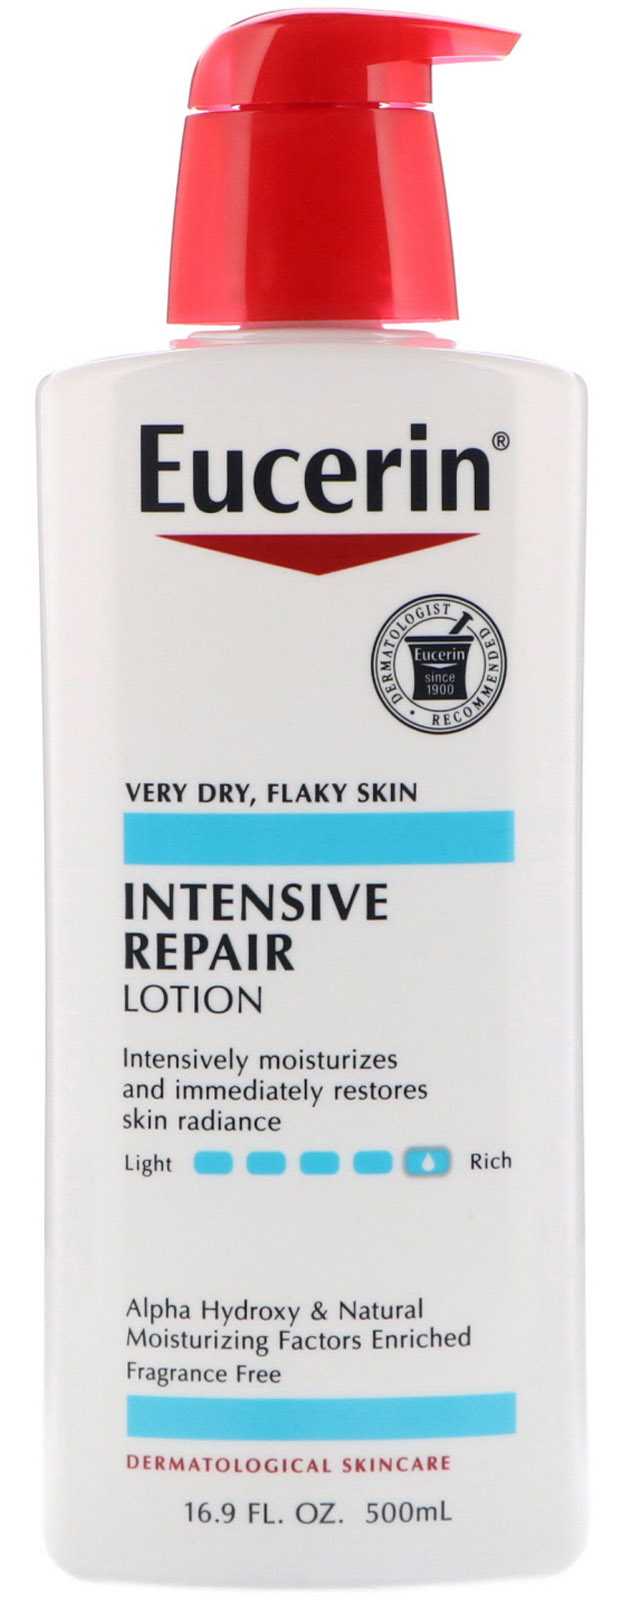 Eucerin®
DERMATOLOGIST RECOMMENDED •
Eucerin
since
1900
VERY DRY, FLAKY SKIN
INTENSIVE
REPAIR
LOTION
Intensively moisturizes
and immediately restores
skin radiance
Light Rich
Alpha Hydroxy & Natural
Moisturizing Factors Enriched
Fragrance Free
DERMATOLOGICAL SKINCARE
16.9 FL. OZ. 500mL